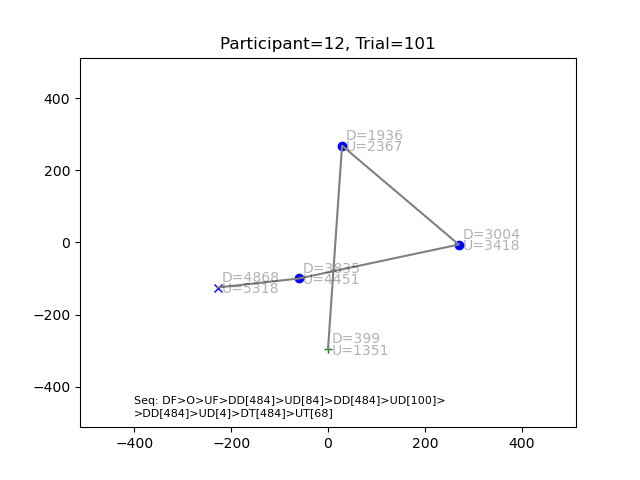 Participant=12, Trial=101
400
200
0
−200
−400
D=1936
U=2367
D=3004
U=3418
D=3835
U=4451
D=4868
U=5318
D=399
U=1351
Seq: DF>O>UF>DD[484]>UD[84]>DD[484]>UD[100]>
>DD[484]>UD[4]>DT[484]>UT[68]
−400 −200 0 200 400